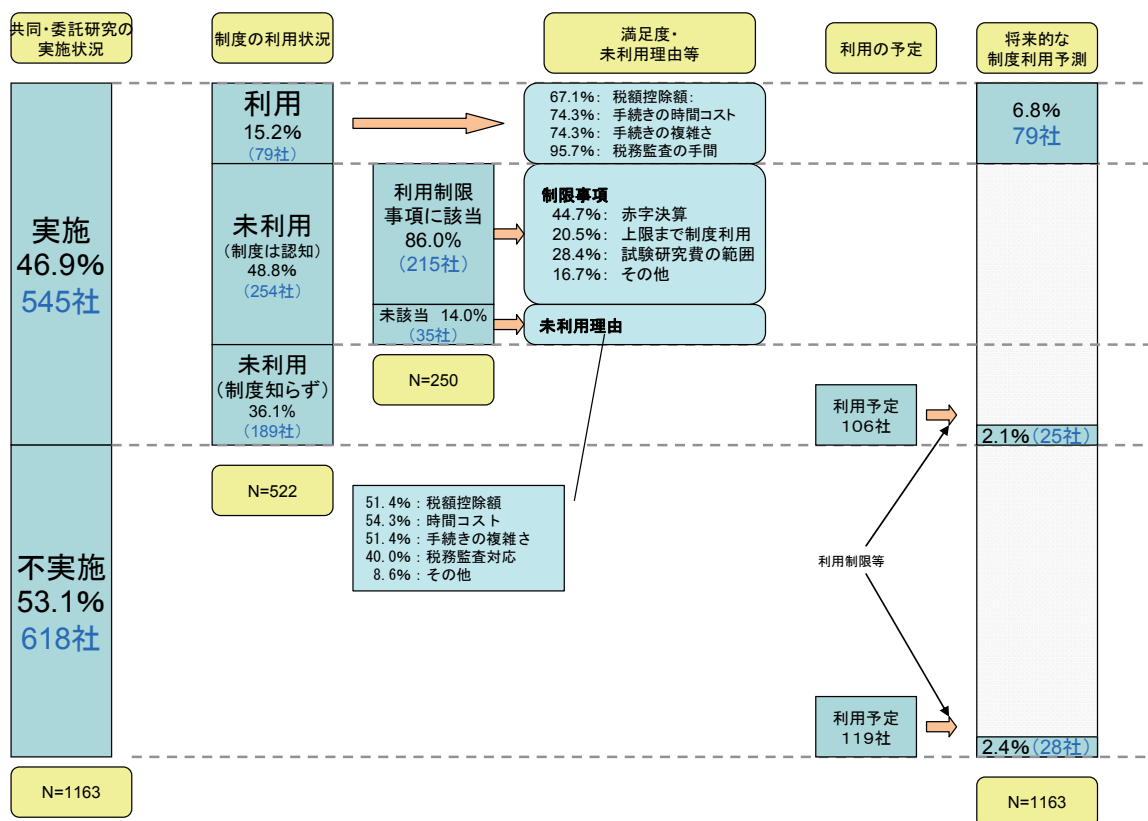 共同・委託研究の
実施状況
制度の利用状況
満足度・
未利用理由等
利用の予定
将来的な
制度利用予測
実施
46.9%
545社
不実施
53.1%
618社
N=1163
利用
15.2%
(79社)
未利用
(制度は認知)
48.8%
(254社)
未利用
(制度知らず)
36.1%
(189社)
N=522
利用制限
事項に該当
86.0%
(215社)
未該当 14.0%
(35社)
N=250
67.1%: 税額控除額:
74.3%: 手続きの時間コスト
74.3%: 手続きの複雑さ
95.7%: 税務監査の手間
制限事項
44.7%: 赤字決算
20.5%: 上限まで制度利用
28.4%: 試験研究費の範囲
16.7%: その他
未利用理由
51.4%:税額控除額
54.3%:時間コスト
51.4%:手続きの複雑さ
40.0%:税務監査対応
8.6%:その他
利用予定
106社
利用制限等
利用予定
119社
6.8%
79社
2.1%(25社)
2.4%(28社)
N=1163